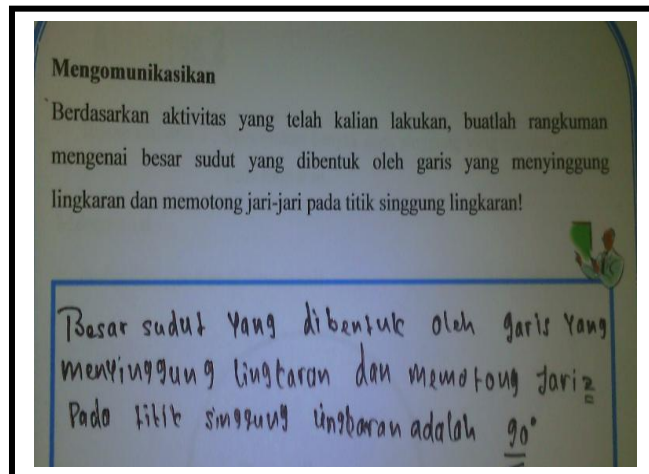 Mengomunikasikan
Berdasarkan aktivitas yang telah kalian lakukan, buatlah rangkuman
mengenai besar sudut yang dibentuk oleh garis yang menyinggung
lingkaran dan memotong jari-jari pada titik singgung lingkaran!
Besar sudut yang dibentuk oleh garis yang
menyinggung lingkaran dan memotong jari2
Pada titik singgung lingkaran adalah 90°